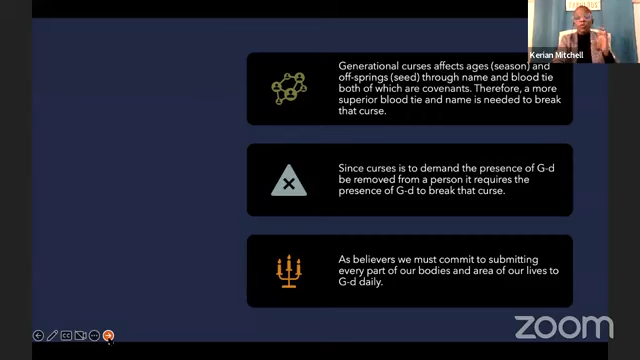 FABULOUS
Kerian Mitchell
Generational curses affects ages (season) and
off-springs (seed) through name and blood tie
both of which are covenants. Therefore, a more
superior blood tie and name is needed to break
that curse.
Since curses is to demand the presence of G-d
be removed from a person it requires the
presence of G-d to break that curse.
As believers we must commit to submitting
every part of our bodies and area of our lives to
G-d daily.
zoom